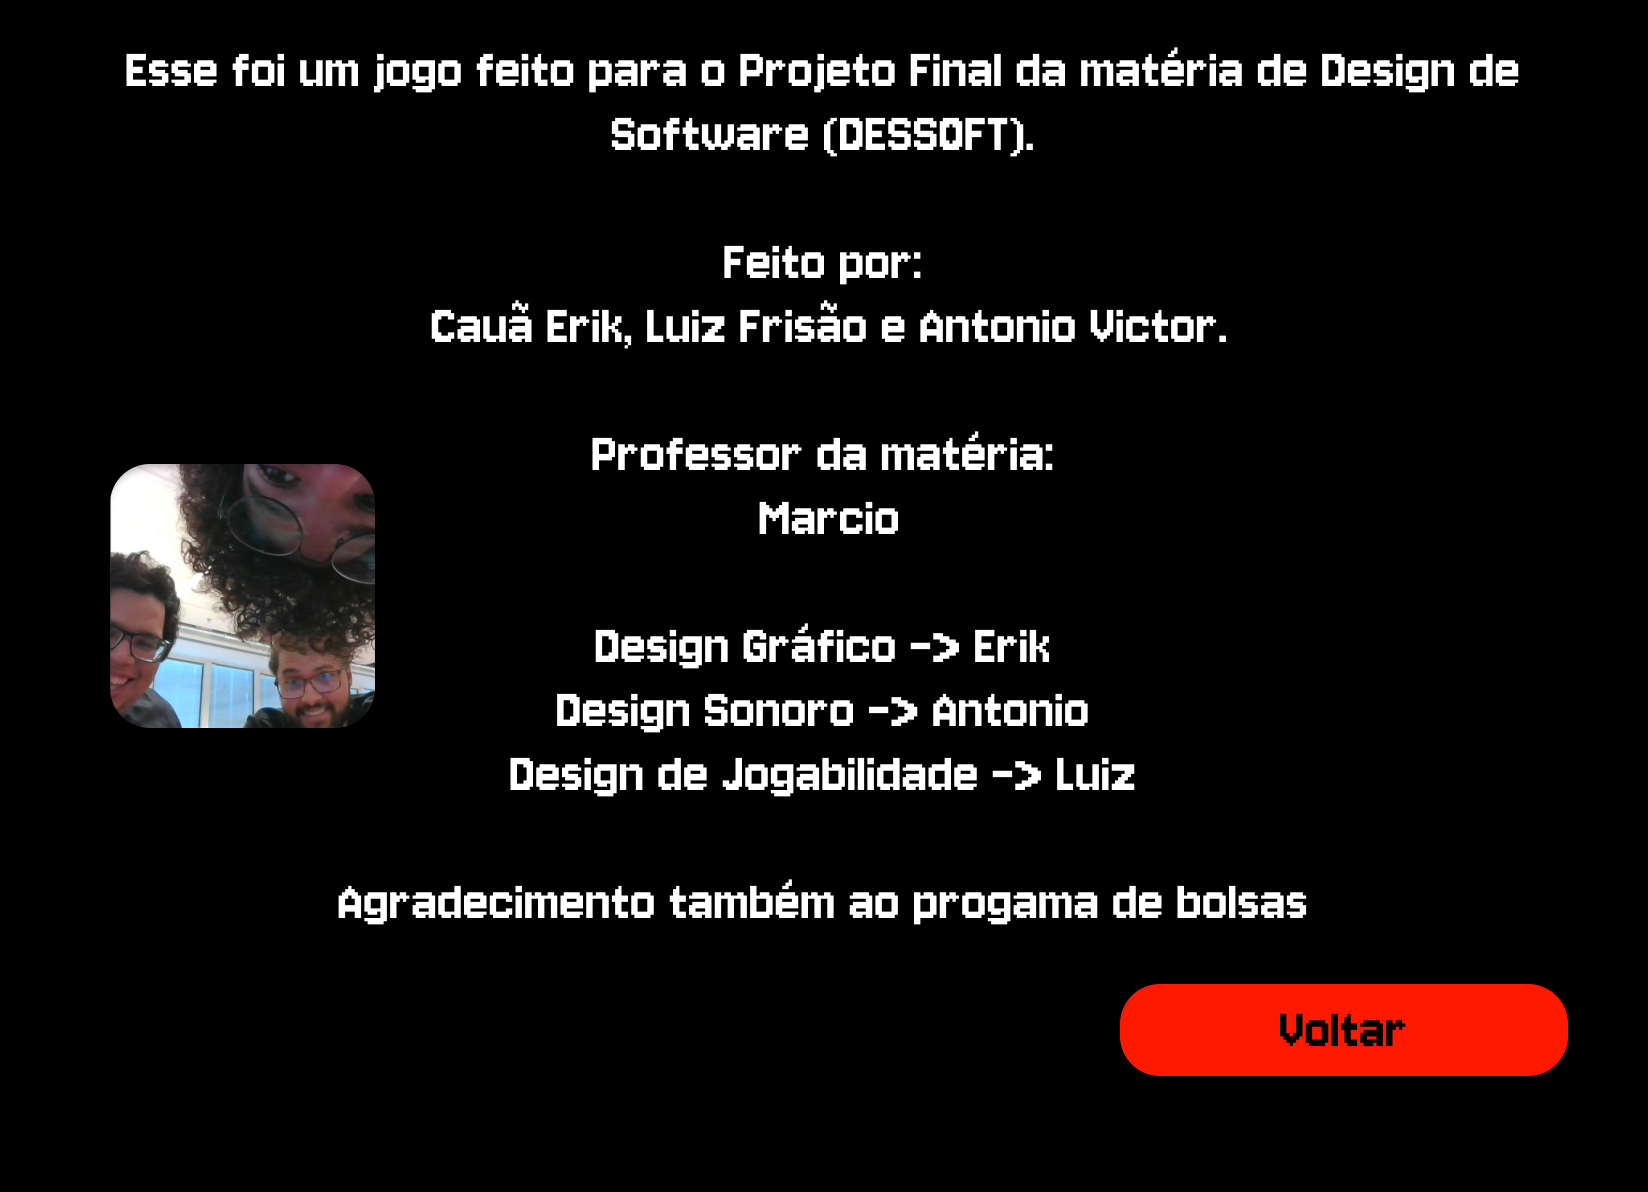 Esse foi um jogo feito para o Projeto Final da matéria de Design de
Software (DESSOFT).
Feito por:
Cauã Erik, Luiz Frisão e Antonio Victor.
Professor da matéria:
Marcio
Design Gráfico -> Erik
Design Sonoro -> Antonio
Design de Jogabilidade -> Luiz
Agradecimento também ao progama de bolsas
Voltar